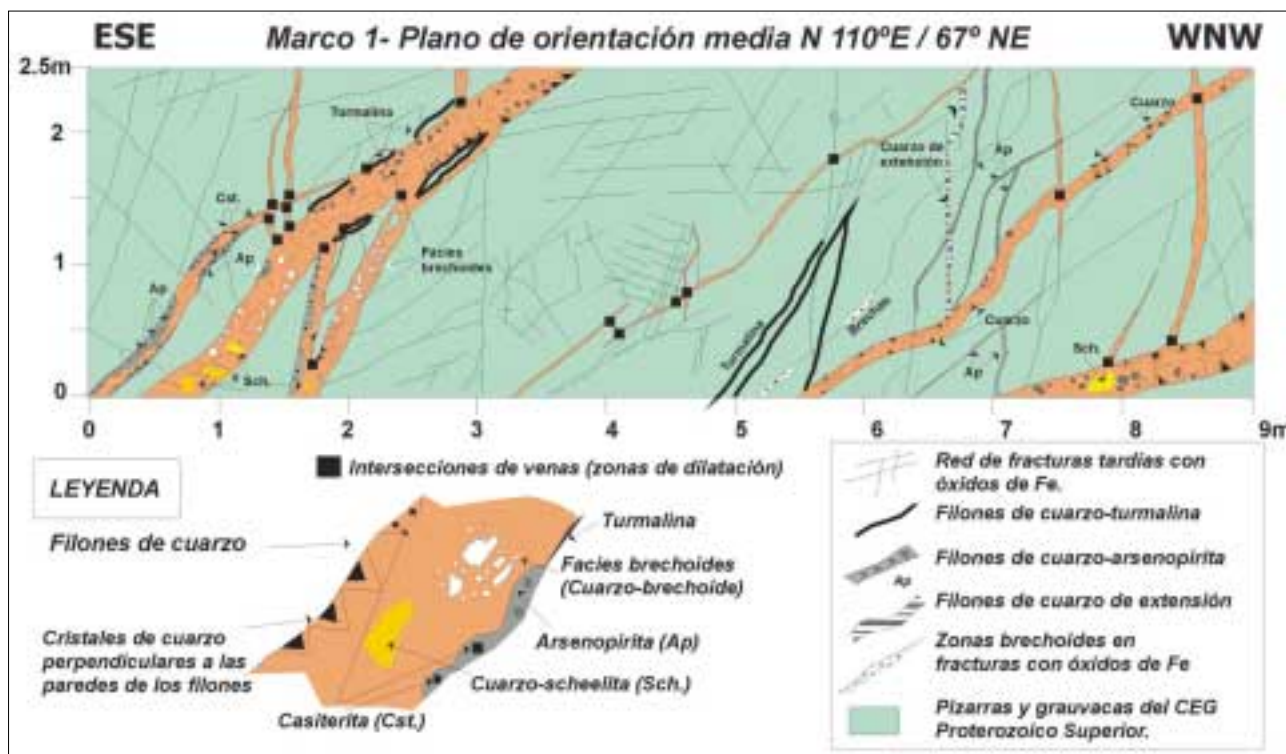 ESE
Marco 1- Plano de orientación media N 110ºE / 67º NE
WNW
2.5m
2
1
0
Turmalina
Cst.
Ap
Ap
Facies
brechoides
Sch.
Cuarzo de
extensión
Ap
Cuarzo
Turmalina
Brechas
Cuarzo
Ap
Sch.
0
1
2
3
4
5
6
7
8
9m
LEYENDA
Intersecciones de venas (zonas de dilatación)
Filones de cuarzo
Turmalina
Facies brechoides
(Cuarzo-brechoide)
Cristales de cuarzo
perpendiculares a las
paredes de los filones
Arsenopirita (Ap)
Cuarzo-scheelita (Sch.)
Casiterita (Cst.)
Red de fracturas tardías con
óxidos de Fe.
Filones de cuarzo-turmalina
Filones de cuarzo-arsenopirita
Ap
Filones de cuarzo de extensión
Zonas brechoides en
fracturas con óxidos de Fe
Pizarras y grauvacas del CEG
Proterozoico Superior.